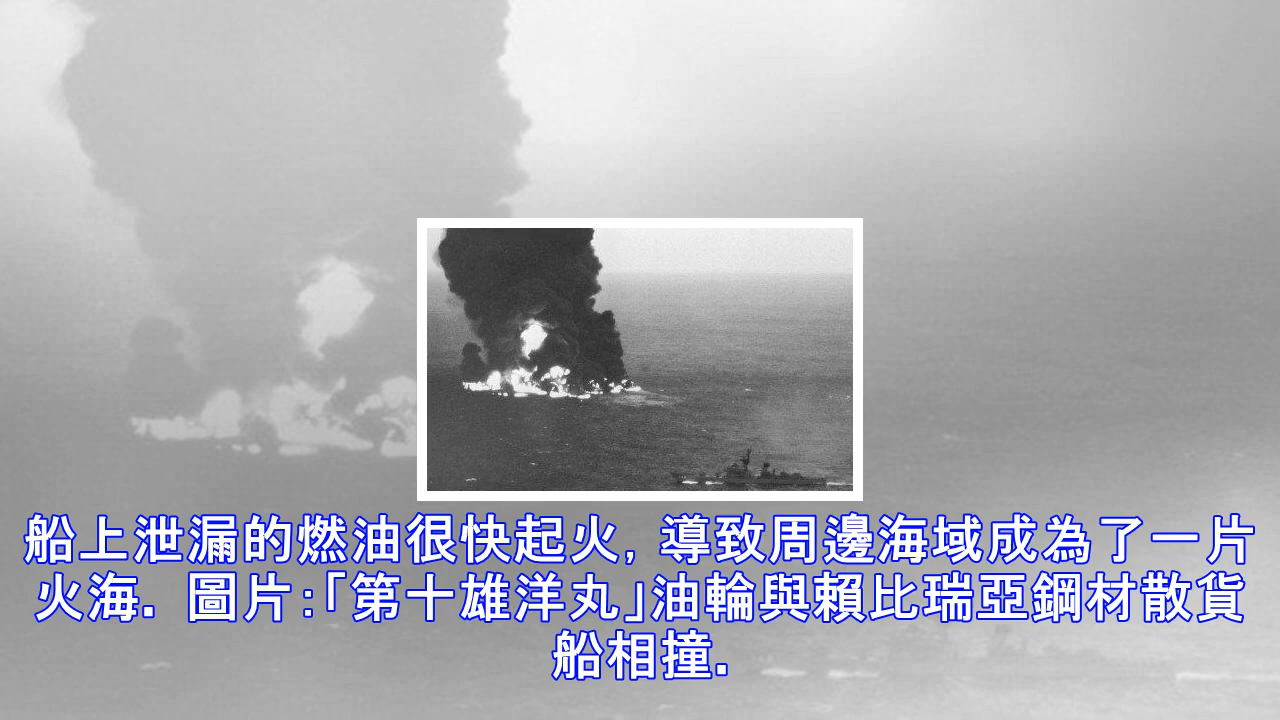 船上泄漏的燃油很快起火, 導致周邊海域成為了一片
火海. 圖片:「第十雄洋丸」油輪與賴比瑞亞鋼材散貨
船相撞.